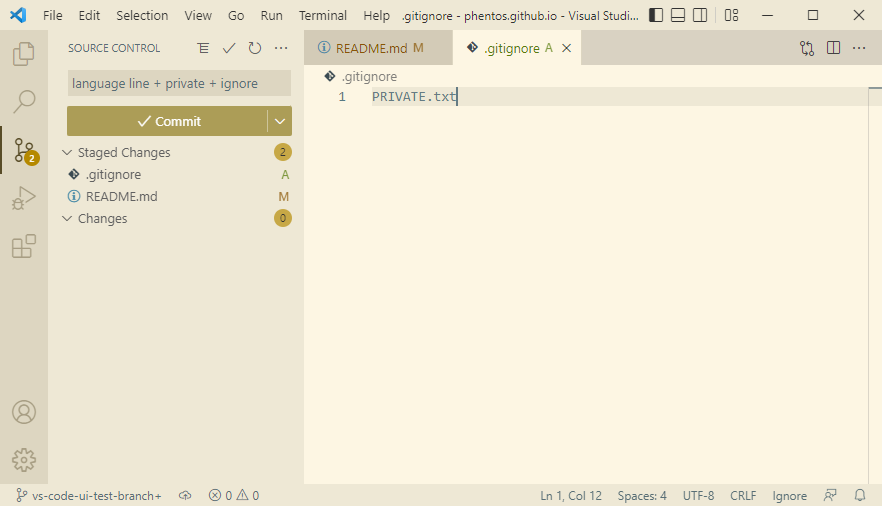 File Edit Selection View Go Run Terminal Help .gitignore - phentos.github.io - Visual Studi...
SOURCE CONTROL
README.md M
.gitignore A
.gitignore
language line + private + ignore
1 PRIVATE.txt
Commit
Staged Changes 2
.gitignore A
2
README.md M
Changes 0
vs-code-ui-test-branch+ 0 0 Ln 1, Col 12 Spaces: 4 UTF-8 CRLF Ignore